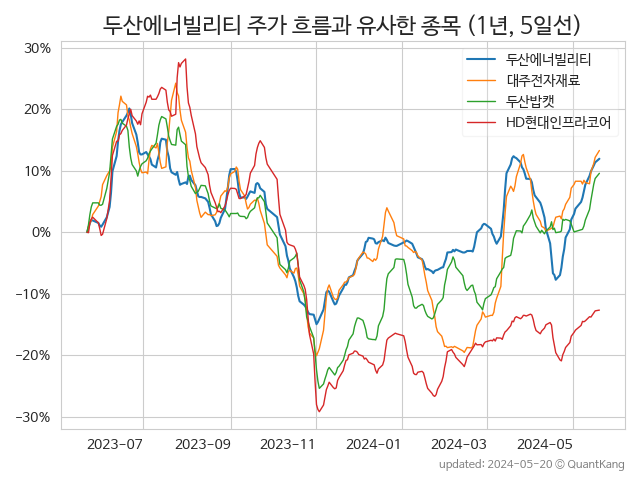 두산에너빌리티 주가 흐름과 유사한 종목 (1년, 5일선)
두산에너빌리티
대주전자재료
두산밥캣
HD현대인프라코어
30%
20%
10%
0%
−10%
−20%
−30%
2023-07
2023-09
2023-11
2024-01
2024-03
2024-05
updated: 2024-05-20 © QuantKang